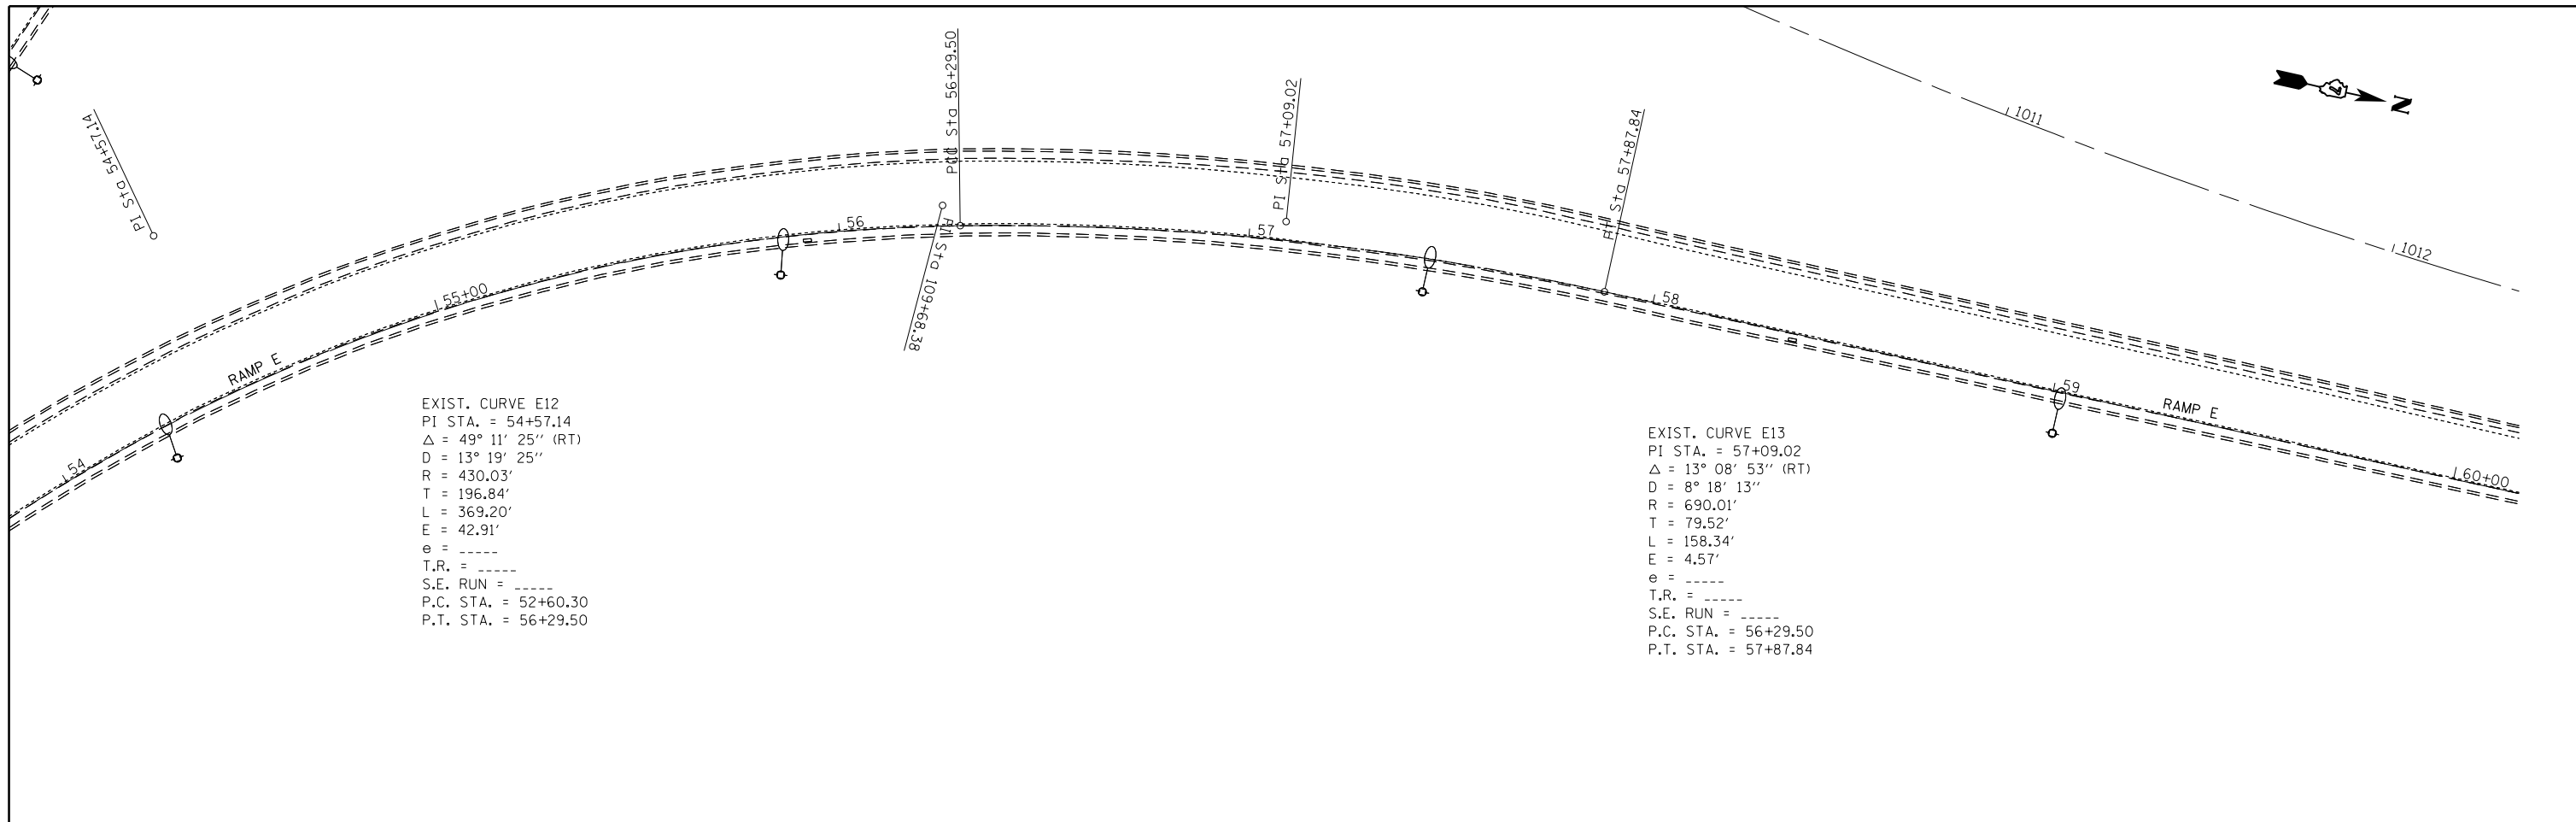 PI Sta 54+57.14
PCC Sta 56+29.50
PI Sta 57+09.02
PT Sta 57+87.84
1011
1012
N
54
RAMP E
55+00
56
PI Sta 109+68.38
57
58
59
RAMP E
60+00
EXIST. CURVE E12
PI STA. = 54+57.14
Δ = 49° 11' 25'' (RT)
D = 13° 19' 25''
R = 430.03'
T = 196.84'
L = 369.20'
E = 42.91'
e = _____
T.R. = _____
S.E. RUN = _____
P.C. STA. = 52+60.30
P.T. STA. = 56+29.50
EXIST. CURVE E13
PI STA. = 57+09.02
Δ = 13° 08' 53'' (RT)
D = 8° 18' 13''
R = 690.01'
T = 79.52'
L = 158.34'
E = 4.57'
e = _____
T.R. = _____
S.E. RUN = _____
P.C. STA. = 56+29.50
P.T. STA. = 57+87.84